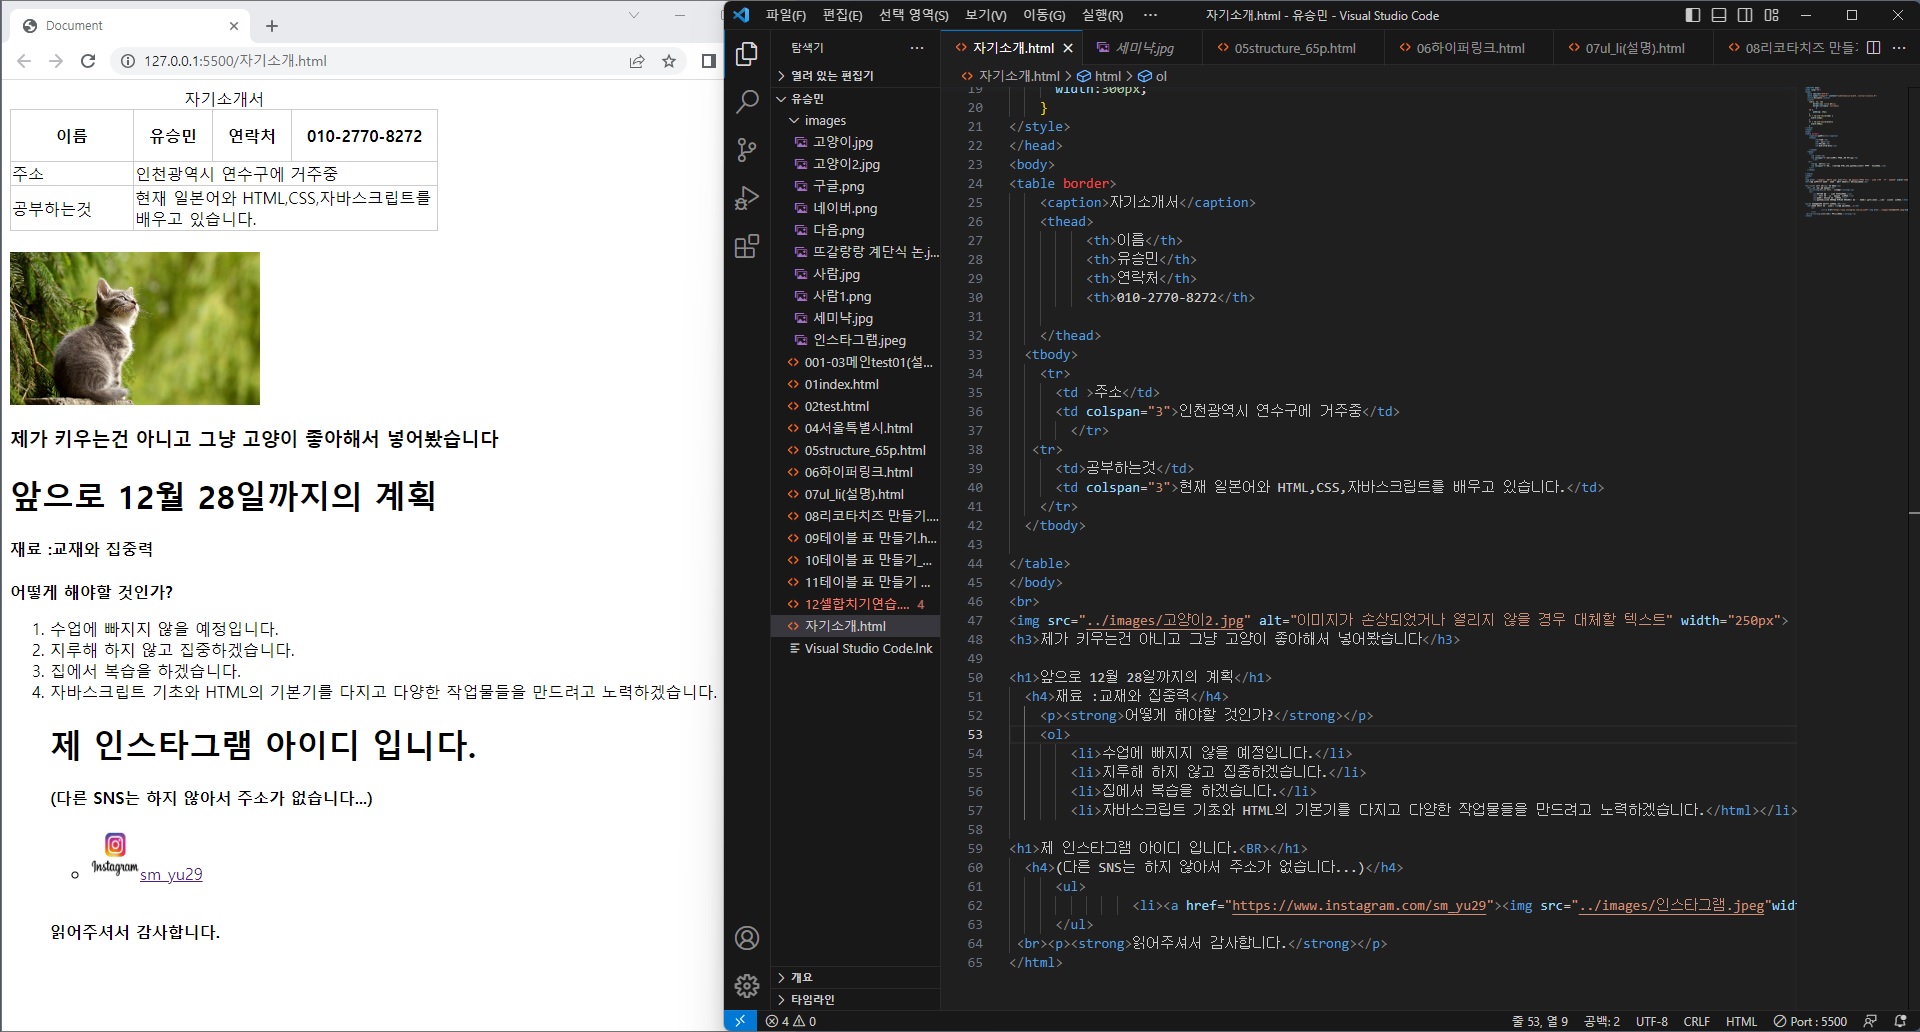 Document
127.0.0.1:5500/자기소개.html
자기소개서
이름 유승민 연락처 010-2770-8272
주소 인천광역시 연수구에 거주중
공부하는것 현재 일본어와 HTML,CSS,자바스크립트를
배우고 있습니다.
제가 키우는건 아니고 그냥 고양이 좋아해서 넣어봤습니다
앞으로 12월 28일까지의 계획
재료 :교재와 집중력
어떻게 해야할 것인가?
1. 수업에 빠지지 않을 예정입니다.
2. 지루해 하지 않고 집중하겠습니다.
3. 집에서 복습을 하겠습니다.
4. 자바스크립트 기초와 HTML의 기본기를 다지고 다양한 작업물들을 만드려고 노력하겠습니다.
제 인스타그램 아이디 입니다.
(다른 SNS는 하지 않아서 주소가 없습니다...)
Instagram sm_yu29
읽어주셔서 감사합니다.
파일(F) 편집(E) 선택 영역(S) 보기(V) 이동(G) 실행(R) ··· 자기소개.html - 유승민 - Visual Studio Code
탐색기 ···
열려 있는 편집기
유승민
images
고양이.jpg
고양이2.jpg
구글.png
네이버.png
다음.png
뜨갈랑랑 계단식 논.j...
사람.jpg
사람1.png
세미냑.jpg
인스타그램.jpeg
001-03메인test01(설...
01index.html
02test.html
04서울특별시.html
05structure_65p.html
06하이퍼링크.html
07ul_li(설명).html
08리코타치즈 만들기....
09테이블 표 만들기.h...
10테이블 표 만들기_...
11테이블 표 만들기 ...
12셀합치기연습.... 4
자기소개.html
Visual Studio Code.lnk
개요
타임라인
자기소개.html 세미냑.jpg 05structure_65p.html 06하이퍼링크.html 07ul_li(설명).html 08리코타치즈 만들
자기소개.html > html > ol
19 width:300px;
20 }
21 </style>
22 </head>
23 <body>
24 <table border>
25 <caption>자기소개서</caption>
26 <thead>
27 <th>이름</th>
28 <th>유승민</th>
29 <th>연락처</th>
30 <th>010-2770-8272</th>
31
32 </thead>
33 <tbody>
34 <tr>
35 <td >주소</td>
36 <td colspan="3">인천광역시 연수구에 거주중</td>
37 </tr>
38 <tr>
39 <td>공부하는것</td>
40 <td colspan="3">현재 일본어와 HTML,CSS,자바스크립트를 배우고 있습니다.</td>
41 </tr>
42 </tbody>
43
44 </table>
45 </body>
46 <br>
47 <img src="../images/고양이2.jpg" alt="이미지가 손상되었거나 열리지 않을 경우 대체할 텍스트" width="250px">
48 <h3>제가 키우는건 아니고 그냥 고양이 좋아해서 넣어봤습니다</h3>
49
50 <h1>앞으로 12월 28일까지의 계획</h1>
51 <h4>재료 :교재와 집중력</h4>
52 <p><strong>어떻게 해야할 것인가?</strong></p>
53 <ol>
54 <li>수업에 빠지지 않을 예정입니다.</li>
55 <li>지루해 하지 않고 집중하겠습니다.</li>
56 <li>집에서 복습을 하겠습니다.</li>
57 <li>자바스크립트 기초와 HTML의 기본기를 다지고 다양한 작업물들을 만드려고 노력하겠습니다.</html></li>
58
59 <h1>제 인스타그램 아이디 입니다.<BR></h1>
60 <h4>(다른 SNS는 하지 않아서 주소가 없습니다...)</h4>
61 <ul>
62 <li><a href="https://www.instagram.com/sm_yu29"><img src="../images/인스타그램.jpeg"widt
63 </ul>
64 <br><p><strong>읽어주셔서 감사합니다.</strong></p>
65 </html>
4 0 줄 53, 열 9 공백: 2 UTF-8 CRLF HTML Port : 5500